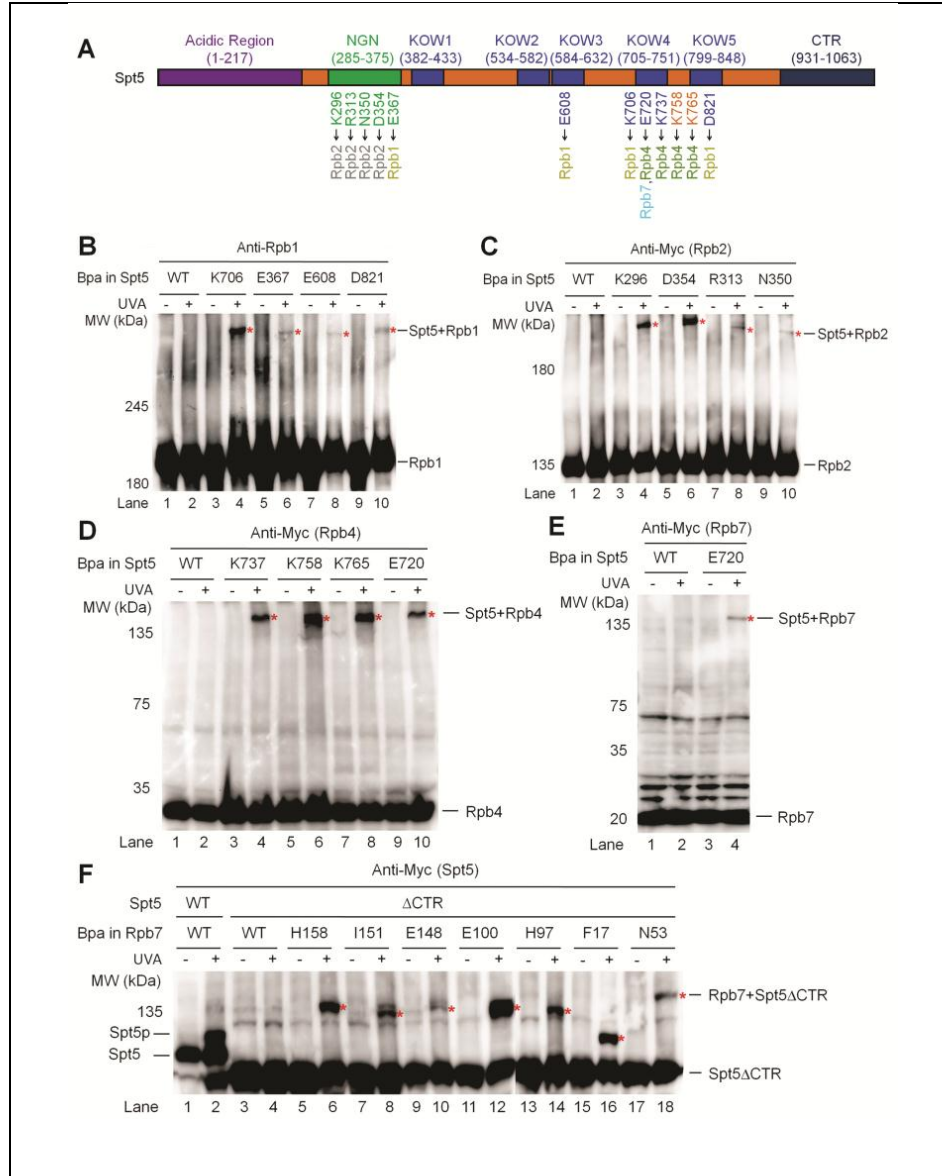 A
Acidic Region NGN KOW1 KOW2 KOW3 KOW4 KOW5 CTR
(1-217) (285-375) (382-433) (534-582) (584-632) (705-751) (799-848) (931-1063)
Spt5
K296 R313 N350 D354 E367 E608 K706 E720 K737 K758 K765 D821
← ← ← ← ← ← ← ← ← ← ← ←
Rpb2 Rpb2 Rpb2 Rpb2 Rpb1 Rpb1 Rpb1 Rpb7,Rpb4 Rpb4 Rpb4 Rpb4 Rpb1
B
Anti-Rpb1
Bpa in Spt5 WT K706 E367 E608 D821
UVA - + - + - + - + - +
MW (kDa)
* * * * Spt5+Rpb1
245
Rpb1
180
Lane 1 2 3 4 5 6 7 8 9 10
C
Anti-Myc (Rpb2)
Bpa in Spt5 WT K296 D354 R313 N350
UVA - + - + - + - + - +
MW (kDa)
* * * * Spt5+Rpb2
180
135 Rpb2
Lane 1 2 3 4 5 6 7 8 9 10
D
Anti-Myc (Rpb4)
Bpa in Spt5 WT K737 K758 K765 E720
UVA - + - + - + - + - +
MW (kDa)
* * * * Spt5+Rpb4
135
75
35
Rpb4
Lane 1 2 3 4 5 6 7 8 9 10
E
Anti-Myc (Rpb7)
Bpa in Spt5 WT E720
UVA - + - +
MW (kDa)
135 * Spt5+Rpb7
75
35
20 Rpb7
Lane 1 2 3 4
F
Anti-Myc (Spt5)
Spt5 WT ΔCTR
Bpa in Rpb7 WT WT H158 I151 E148 E100 H97 F17 N53
UVA - + - + - + - + - + - + - + - + - +
MW (kDa)
* * * * * * * Rpb7+Spt5ΔCTR
135
Spt5p
Spt5
Spt5ΔCTR
Lane 1 2 3 4 5 6 7 8 9 10 11 12 13 14 15 16 17 18